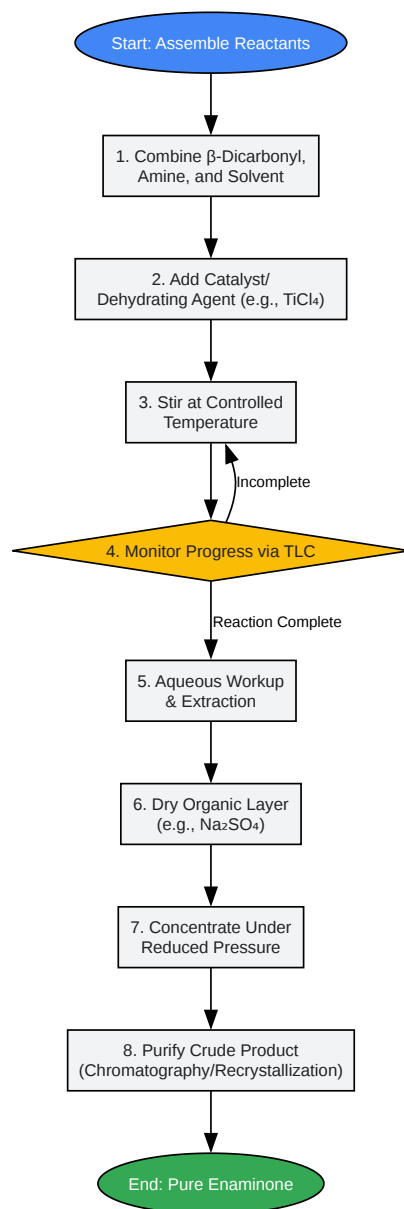 Start: Assemble Reactants
1. Combine β-Dicarbonyl,
Amine, and Solvent
2. Add Catalyst/
Dehydrating Agent (e.g., TiCl₄)
3. Stir at Controlled
Temperature
Incomplete
4. Monitor Progress via TLC
Reaction Complete
5. Aqueous Workup
& Extraction
6. Dry Organic Layer
(e.g., Na₂SO₄)
7. Concentrate Under
Reduced Pressure
8. Purify Crude Product
(Chromatography/Recrystallization)
End: Pure Enaminone